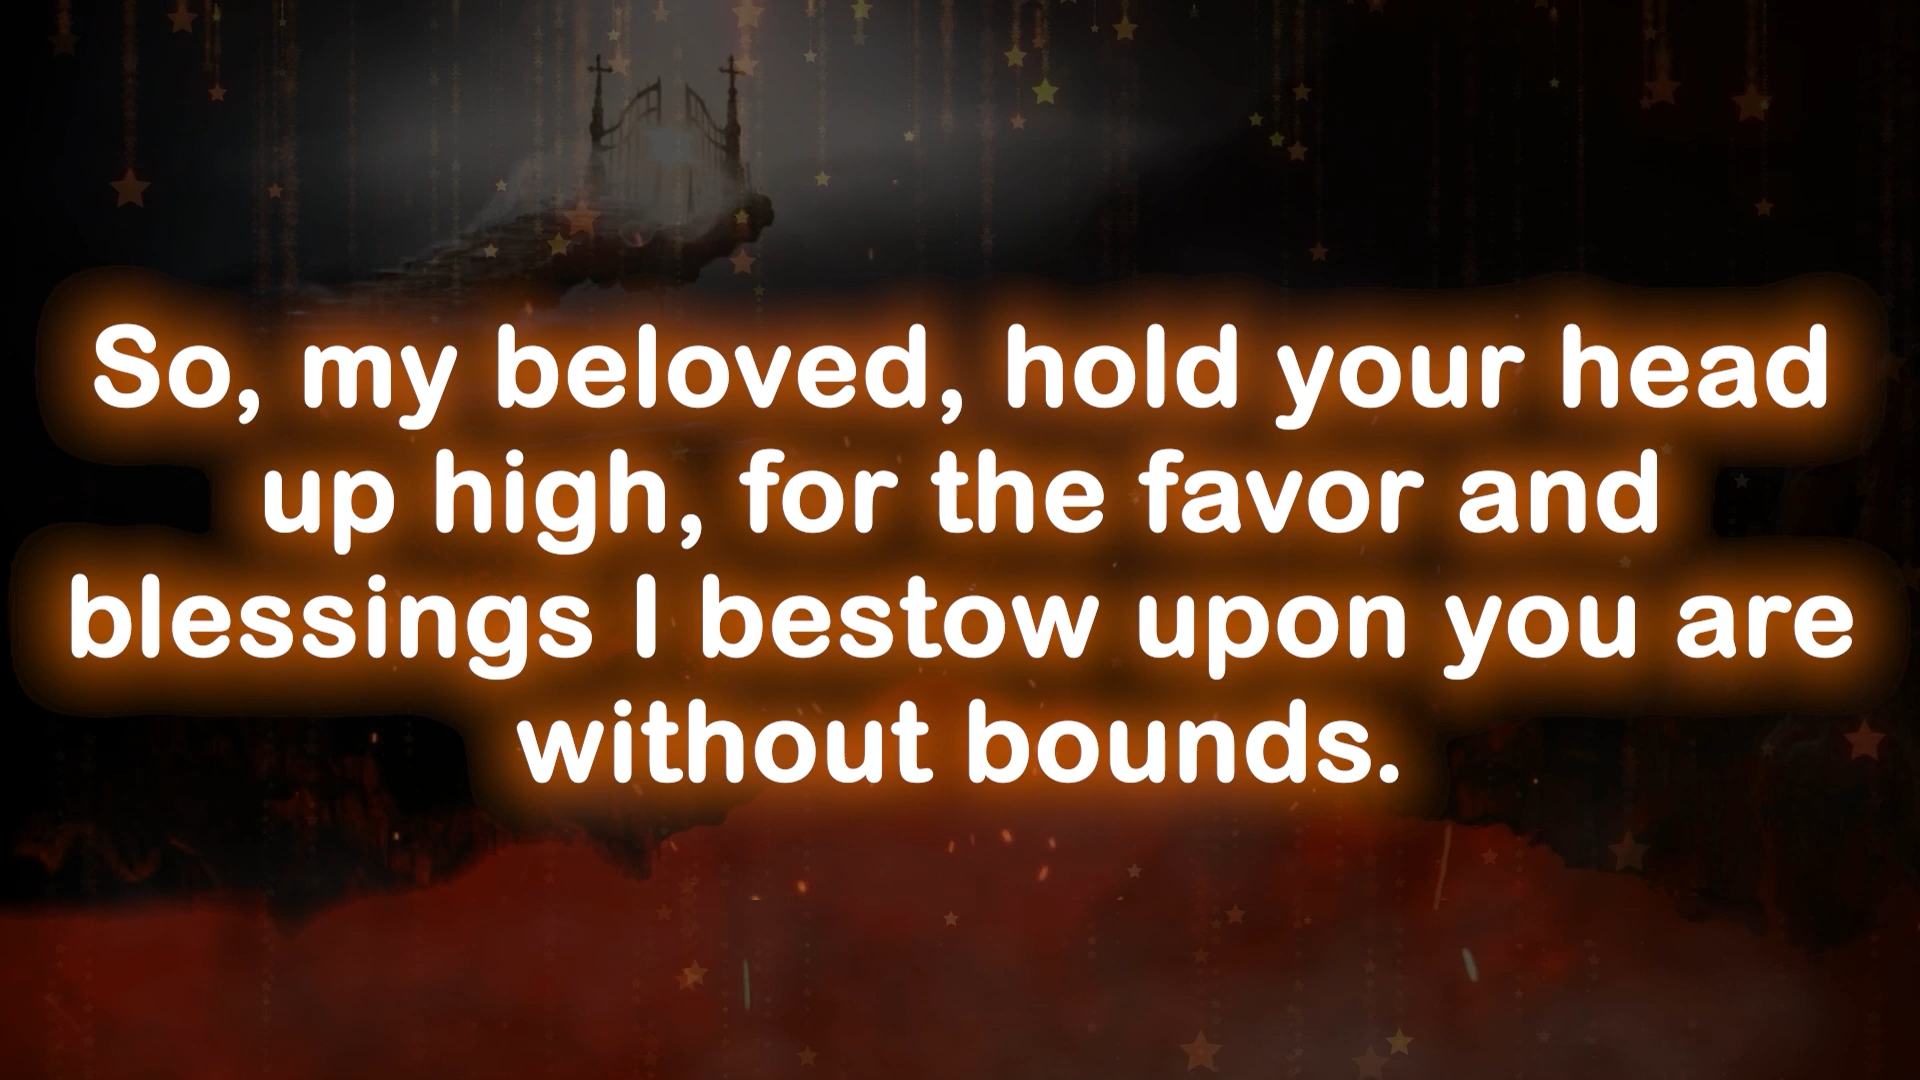 So, my beloved, hold your head
up high, for the favor and
blessings I bestow upon you are
without bounds.